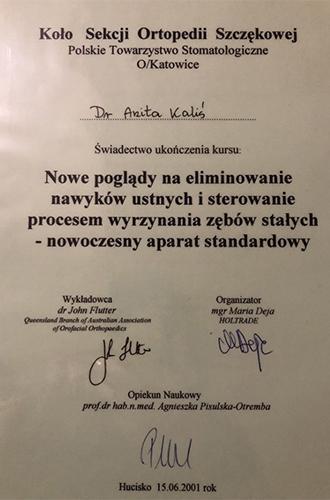 Koło Sekcji Ortopedii Szczękowej
Polskie Towarzystwo Stomatologiczne
O/Katowice
Dr Anita Kaliś
Świadectwo ukończenia kursu:
Nowe poglądy na eliminowanie
nawyków ustnych i sterowanie
procesem wyrzynania zębów stałych
- nowoczesny aparat standardowy
Wykładowca
dr John Flutter
Queensland Branch of Australian Association
of Orofacial Orthopaedics
Organizator
mgr Maria Deja
HOLTRADE
Opiekun Naukowy
prof.dr hab.n.med. Agnieszka Pisulska-Otremba
Hucisko 15.06.2001 rok